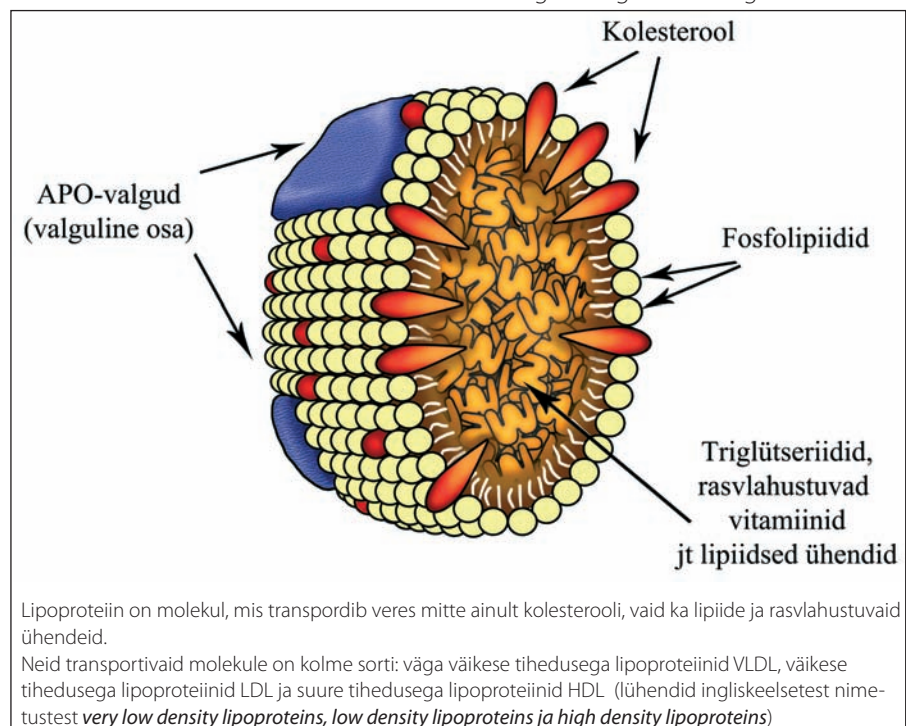 Kolesterool
APO-valgud
(valguline osa)
Fosfolipiidid
Triglütseriidid,
rasvlahustuvad
vitamiinid
jt lipiidsed ühendid
Lipoproteiin on molekul, mis transpordib veres mitte ainult kolesterooli, vaid ka lipiide ja rasvlahustuvaid
ühendeid.
Neid transportivaid molekule on kolme sorti: väga väikese tihedusega lipoproteiinid VLDL, väikese
tihedusega lipoproteiinid LDL ja suure tihedusega lipoproteiinid HDL (lühendid ingliskeelsetest nime-
tustest very low density lipoproteins, low density lipoproteins ja high density lipoproteins)